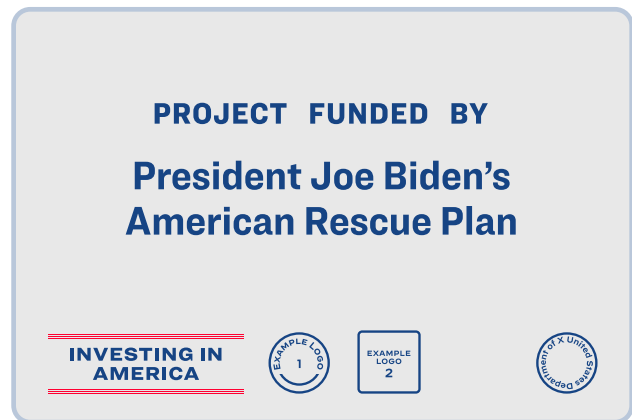 PROJECT FUNDED BY
President Joe Biden’s
American Rescue Plan
INVESTING IN
AMERICA
EXAMPLE LOGO
1
EXAMPLE
LOGO
2
Department of X United States